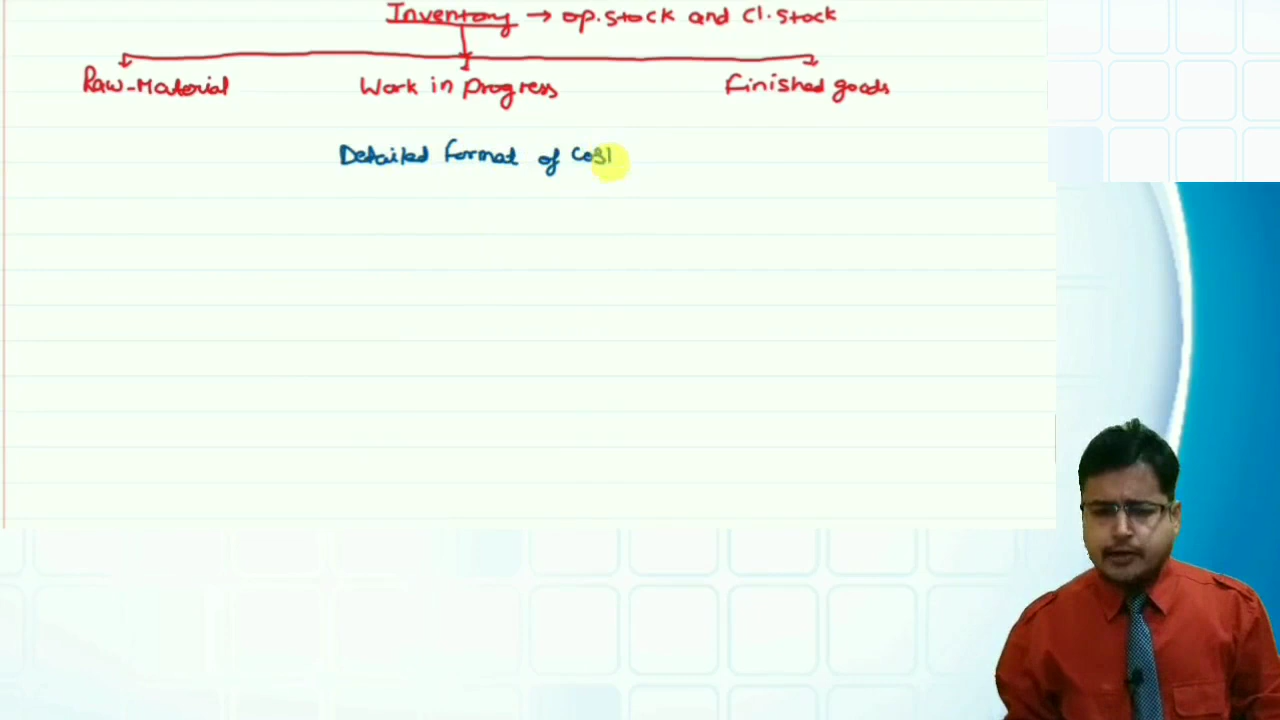 Inventory → op.stock and cl.stock
Raw-Material Work in progress Finished goods
Detailed format of Cost